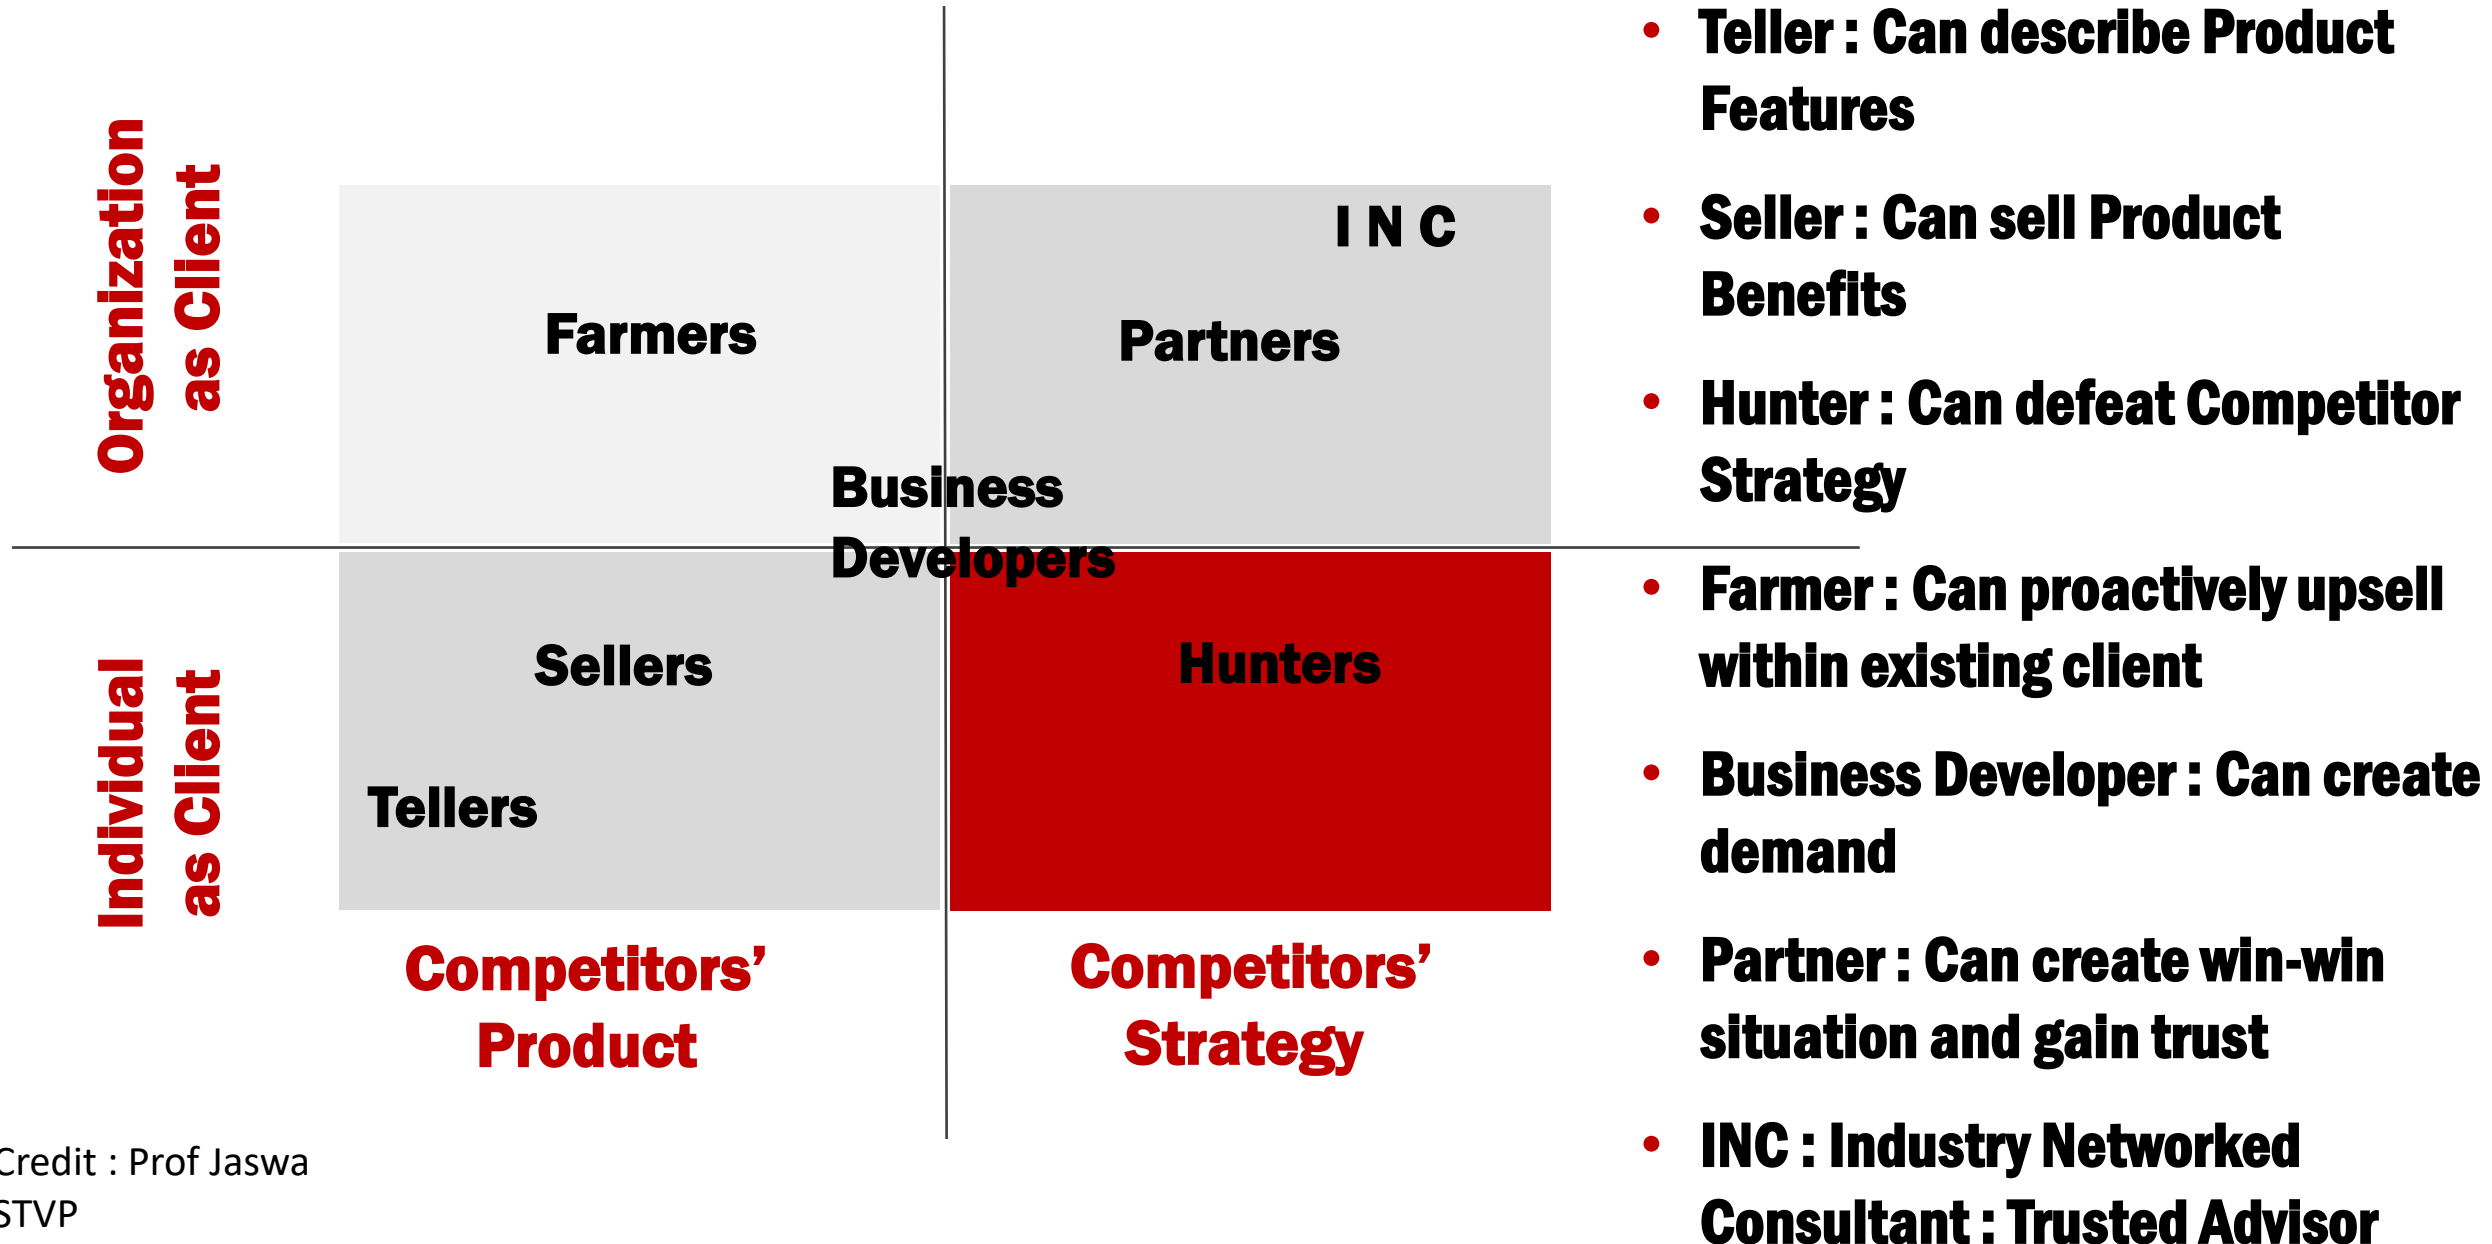 Organization
as Client
Individual
as Client
I N C
Farmers
Partners
Business
Developers
Sellers
Hunters
Tellers
Competitors’
Product
Competitors’
Strategy
Credit : Prof Jaswa
STVP
• Teller : Can describe Product
Features
• Seller : Can sell Product
Benefits
• Hunter : Can defeat Competitor
Strategy
• Farmer : Can proactively upsell
within existing client
• Business Developer : Can create
demand
• Partner : Can create win-win
situation and gain trust
• INC : Industry Networked
Consultant : Trusted Advisor